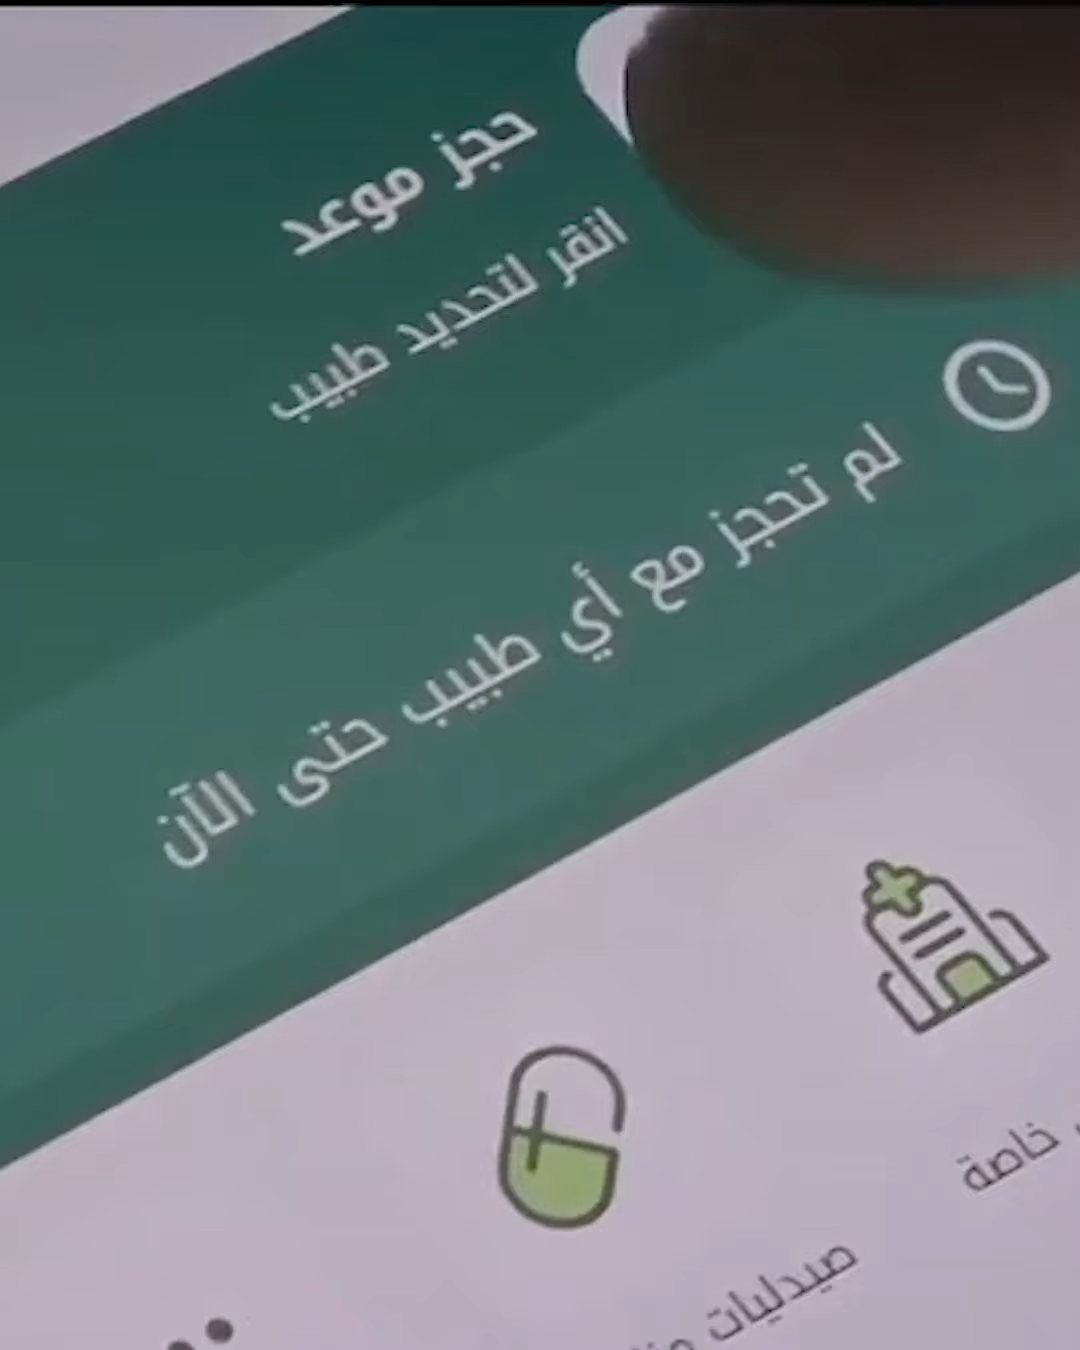 حجز موعد
انقر لتحديد طبيب
لم تحجز مع أي طبيب حتى الآن
خاصة
صيدليات